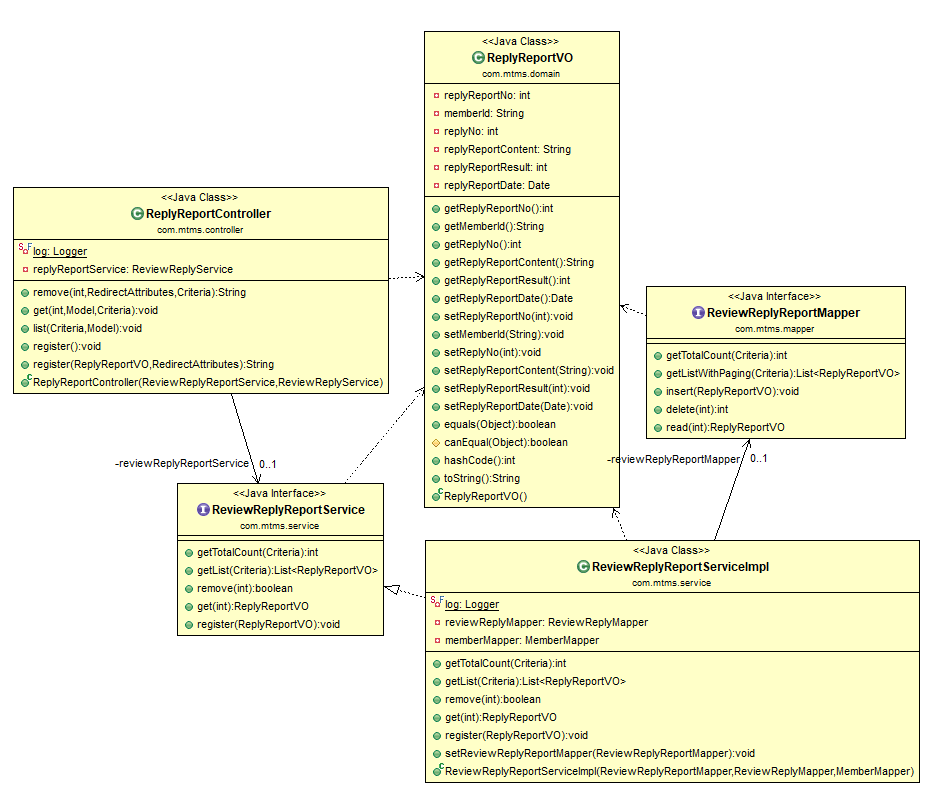 <<Java Class>>
ReplyReportVO
com.mtms.domain
replyReportNo: int
memberId: String
replyNo: int
replyReportContent: String
replyReportResult: int
replyReportDate: Date
getReplyReportNo():int
getMemberId():String
getReplyNo():int
getReplyReportContent():String
getReplyReportResult():int
getReplyReportDate():Date
setReplyReportNo(int):void
setMemberId(String):void
setReplyNo(int):void
setReplyReportContent(String):void
setReplyReportResult(int):void
setReplyReportDate(Date):void
equals(Object):boolean
canEqual(Object):boolean
hashCode():int
toString():String
ReplyReportVO()
<<Java Class>>
ReplyReportController
com.mtms.controller
log: Logger
replyReportService: ReviewReplyService
remove(int,RedirectAttributes,Criteria):String
get(int,Model,Criteria):void
list(Criteria,Model):void
register():void
register(ReplyReportVO,RedirectAttributes):String
ReplyReportController(ReviewReplyReportService,ReviewReplyService)
<<Java Interface>>
ReviewReplyReportMapper
com.mtms.mapper
getTotalCount(Criteria):int
getListWithPaging(Criteria):List<ReplyReportVO>
insert(ReplyReportVO):void
delete(int):int
read(int):ReplyReportVO
-reviewReplyReportService 0..1
-reviewReplyReportMapper 0..1
<<Java Interface>>
ReviewReplyReportService
com.mtms.service
getTotalCount(Criteria):int
getList(Criteria):List<ReplyReportVO>
remove(int):boolean
get(int):ReplyReportVO
register(ReplyReportVO):void
<<Java Class>>
ReviewReplyReportServiceImpl
com.mtms.service
log: Logger
reviewReplyMapper: ReviewReplyMapper
memberMapper: MemberMapper
getTotalCount(Criteria):int
getList(Criteria):List<ReplyReportVO>
remove(int):boolean
get(int):ReplyReportVO
register(ReplyReportVO):void
setReviewReplyReportMapper(ReviewReplyReportMapper):void
ReviewReplyReportServiceImpl(ReviewReplyReportMapper,ReviewReplyMapper,MemberMapper)